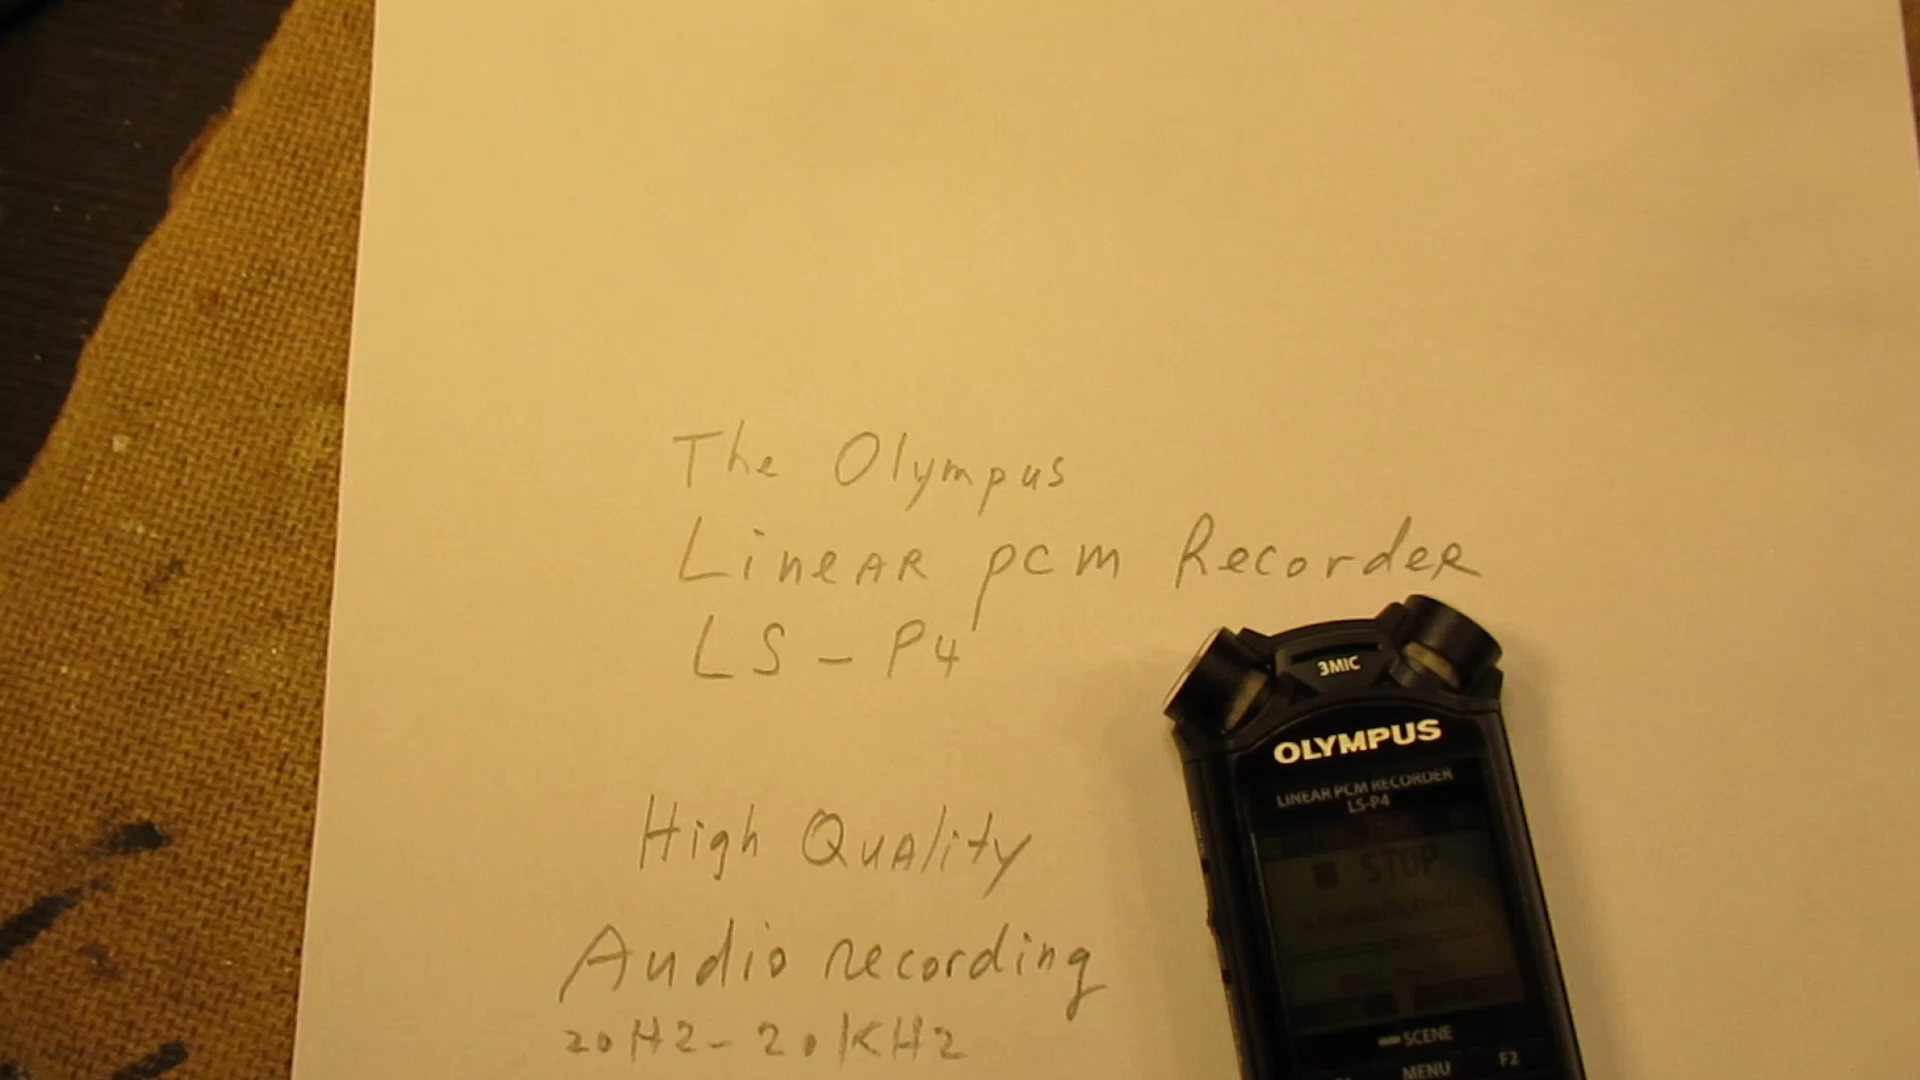 The Olympus
Linear pcm Recorder
LS-P4
High Quality
Audio recording
20Hz-20KHz
3MIC
OLYMPUS
LINEAR PCM RECORDER
LS-P4
STOP
SCENE
MENU F2